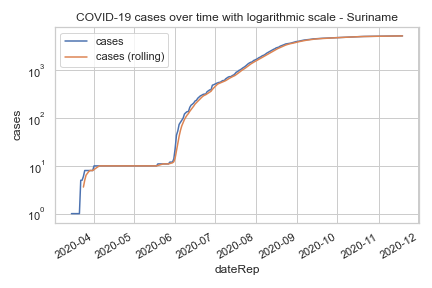 COVID-19 cases over time with logarithmic scale - Suriname
cases
cases (rolling)
10³
10²
10¹
10⁰
cases
2020-04
2020-05
2020-06
2020-07
2020-08
2020-09
2020-10
2020-11
2020-12
dateRep